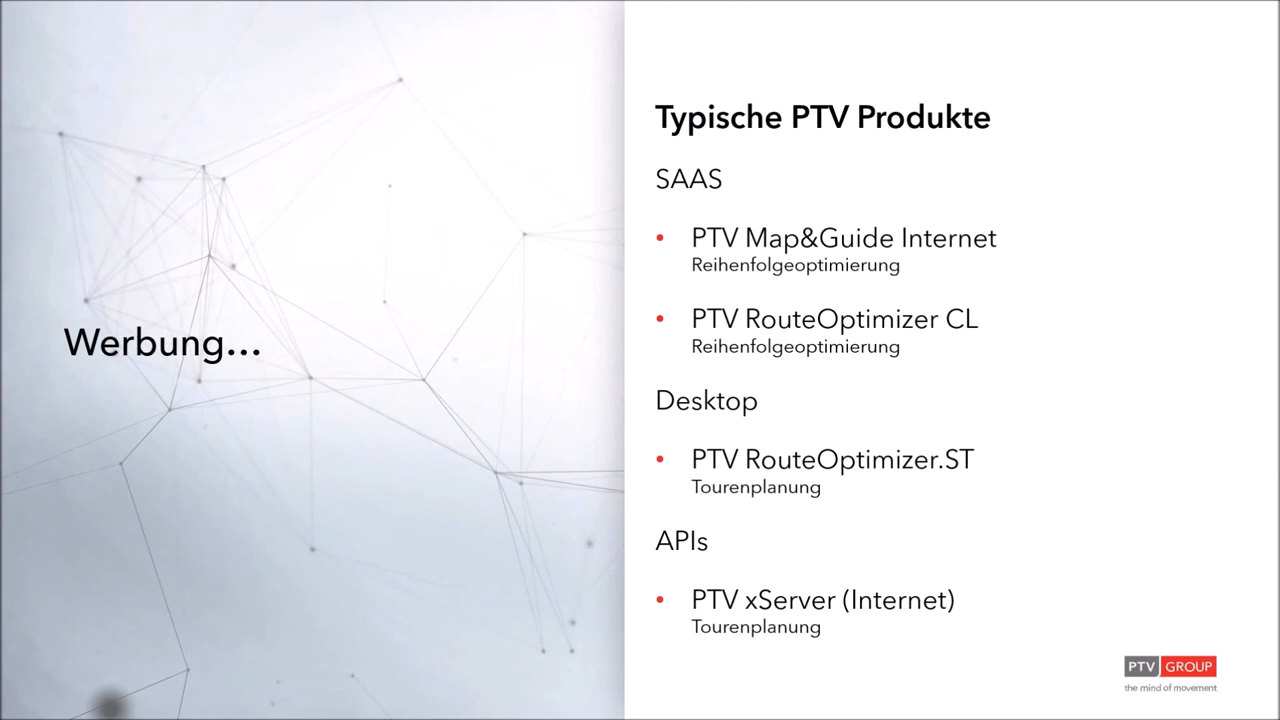 Werbung...
Typische PTV Produkte
SAAS
• PTV Map&Guide Internet
Reihenfolgeoptimierung
• PTV RouteOptimizer CL
Reihenfolgeoptimierung
Desktop
• PTV RouteOptimizer.ST
Tourenplanung
APIs
• PTV xServer (Internet)
Tourenplanung
PTV GROUP
the mind of movement